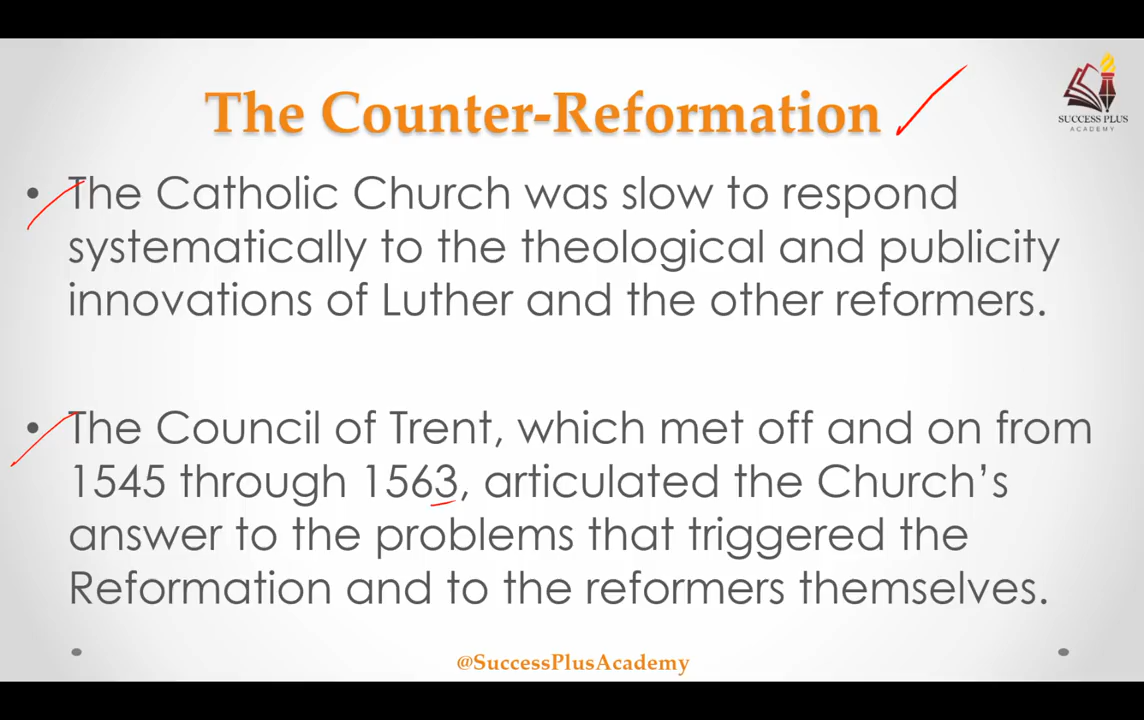 The Counter-Reformation
SUCCESS PLUS
ACADEMY
• The Catholic Church was slow to respond
systematically to the theological and publicity
innovations of Luther and the other reformers.
• The Council of Trent, which met off and on from
1545 through 1563, articulated the Church’s
answer to the problems that triggered the
Reformation and to the reformers themselves.
@SuccessPlusAcademy